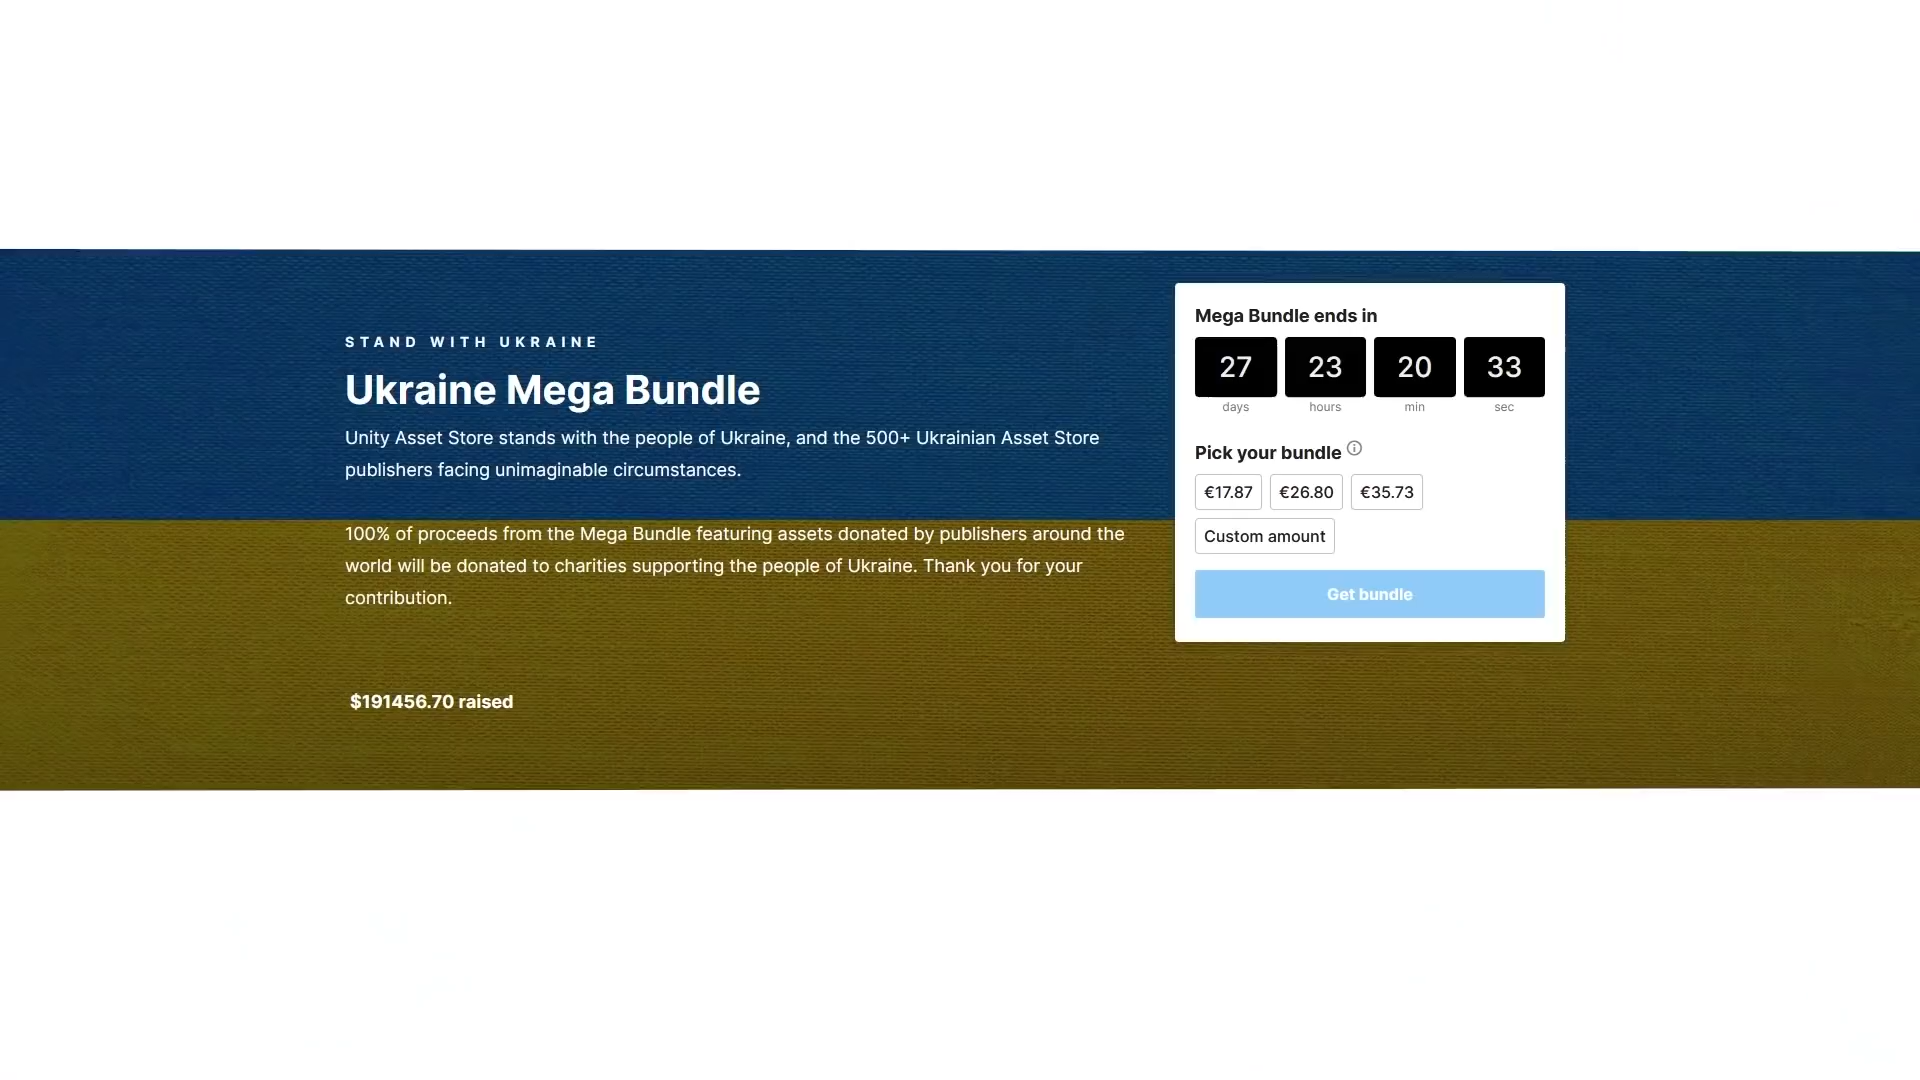 STAND WITH UKRAINE
Ukraine Mega Bundle
Unity Asset Store stands with the people of Ukraine, and the 500+ Ukrainian Asset Store
publishers facing unimaginable circumstances.
100% of proceeds from the Mega Bundle featuring assets donated by publishers around the
world will be donated to charities supporting the people of Ukraine. Thank you for your
contribution.
$191456.70 raised
Mega Bundle ends in
27 23 20 33
days hours min sec
Pick your bundle
€17.87 €26.80 €35.73
Custom amount
Get bundle